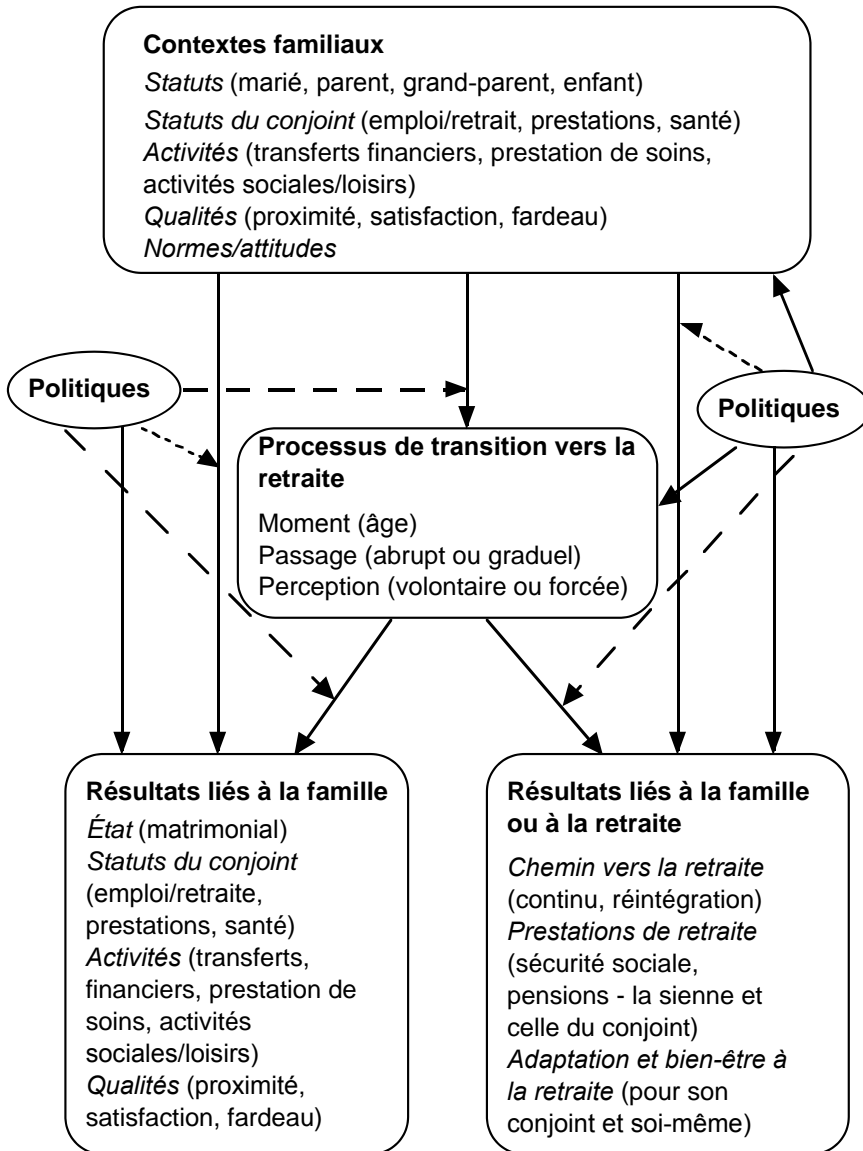 Contextes familiaux
Statuts (marié, parent, grand-parent, enfant)
Statuts du conjoint (emploi/retrait, prestations, santé)
Activités (transferts financiers, prestation de soins,
activités sociales/loisirs)
Qualités (proximité, satisfaction, fardeau)
Normes/attitudes
Politiques
Politiques
Processus de transition vers la
retraite
Moment (âge)
Passage (abrupt ou graduel)
Perception (volontaire ou forcée)
Résultats liés à la famille
État (matrimonial)
Statuts du conjoint
(emploi/retraite,
prestations, santé)
Activités (transferts,
financiers, prestation de
soins, activités
sociales/loisirs)
Qualités (proximité,
satisfaction, fardeau)
Résultats liés à la famille
ou à la retraite
Chemin vers la retraite
(continu, réintégration)
Prestations de retraite
(sécurité sociale,
pensions - la sienne et
celle du conjoint)
Adaptation et bien-être à
la retraite (pour son
conjoint et soi-même)